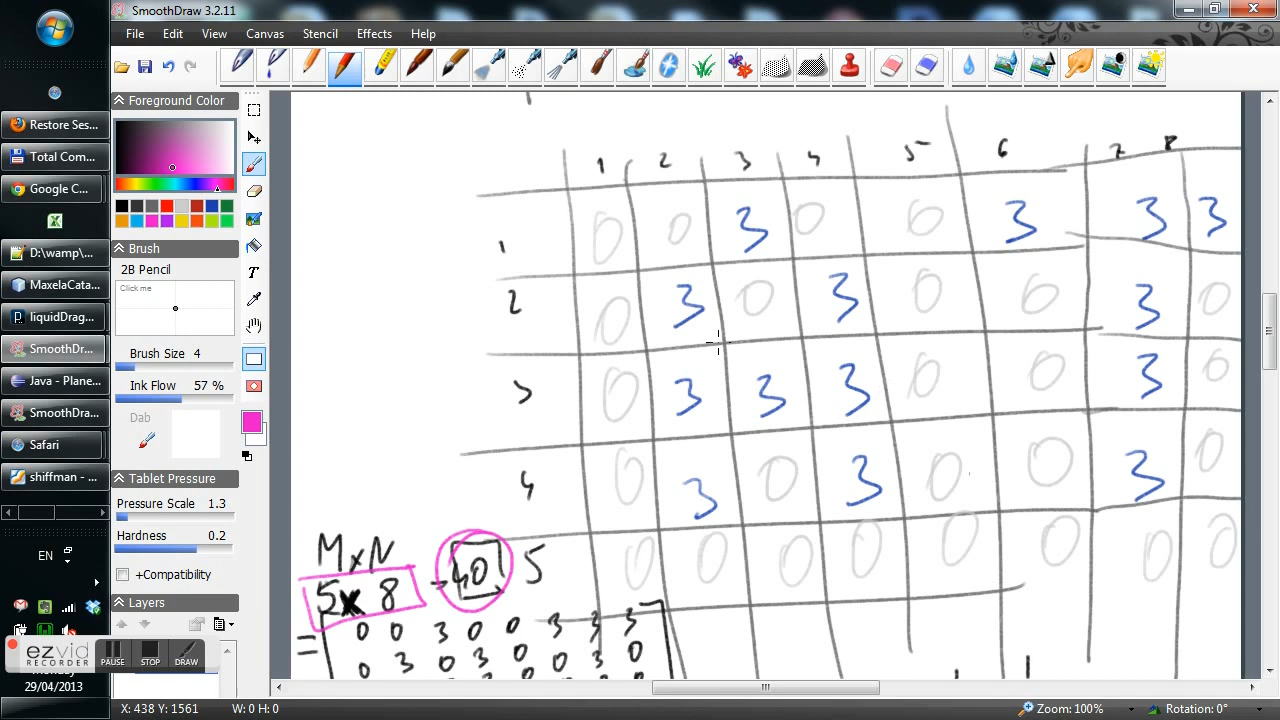 SmoothDraw 3.2.11
File Edit View Canvas Stencil Effects Help
Restore Ses...
Total Com...
Google C...
D:\wamp\...
MaxelaCata...
liquidDrag...
SmoothDr...
Java - Plane...
SmoothDra...
Safari
shiffman - ...
EN
29/04/2013
Foreground Color
Brush
2B Pencil
Click me
Brush Size 4
Ink Flow 57 %
Dab
Tablet Pressure
Pressure Scale 1.3
Hardness 0.2
+Compatibility
Layers
ezvid
RECORDER
PAUSE STOP DRAW
1 2 3 4 5 6 7 8
1 0 0 3 0 0 3 3 3
2 0 3 0 3 0 0 3 0
3 0 3 3 3 0 0 3 0
4 0 3 0 3 0 0 3 0
5 0 0 0 0 0 0 0 0
M x N
5 x 8 = 40
= 0 0 3 0 0 3 3 3
0 3 0 3 0 0 3 0
X: 438 Y: 1561 W: 0 H: 0
Zoom: 100% Rotation: 0°